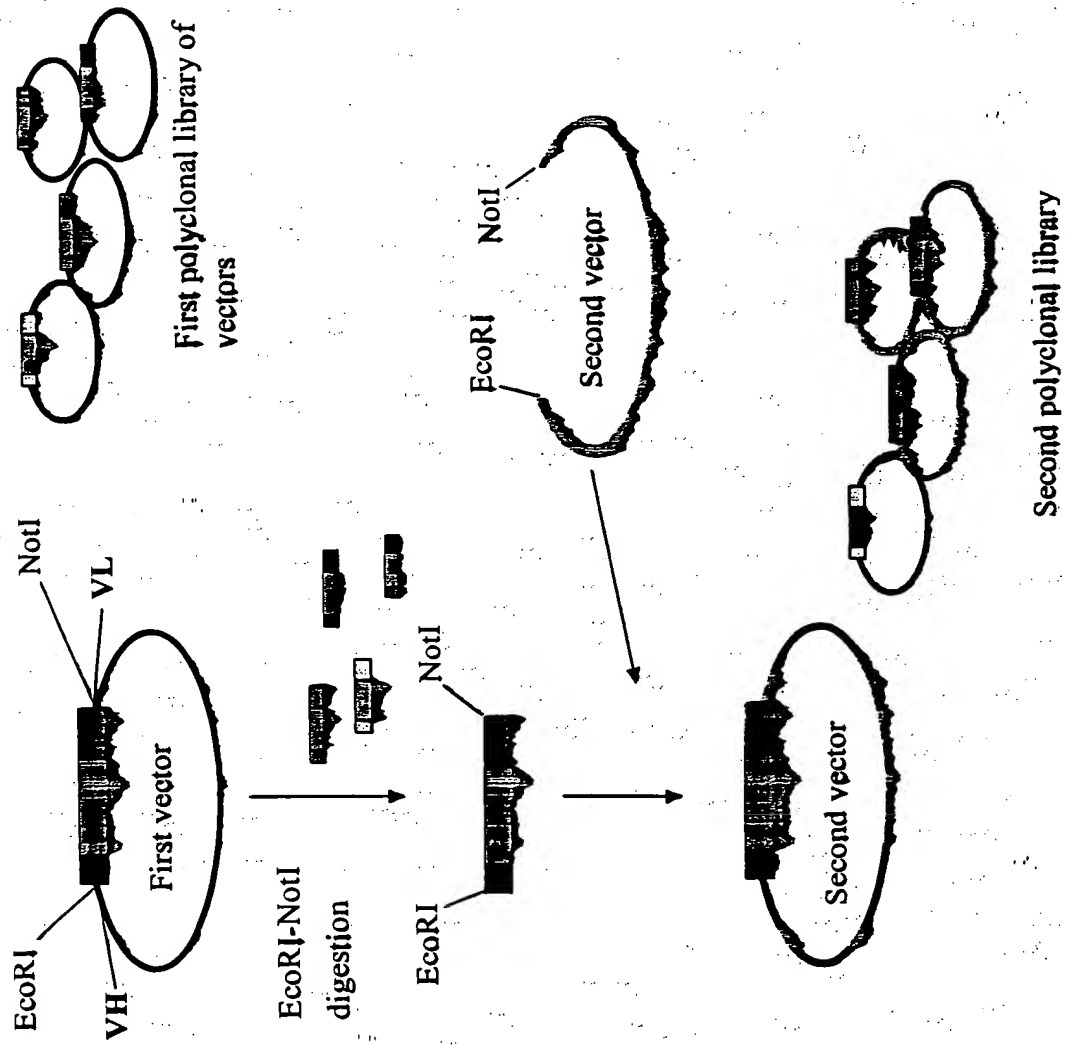 EcoRI
NotI
VH
VL
First vector
First polyclonal library of
vectors
EcoRI-NotI
digestion
EcoRI
NotI
EcoRI
NotI
Second vector
Second vector
Second polyclonal library